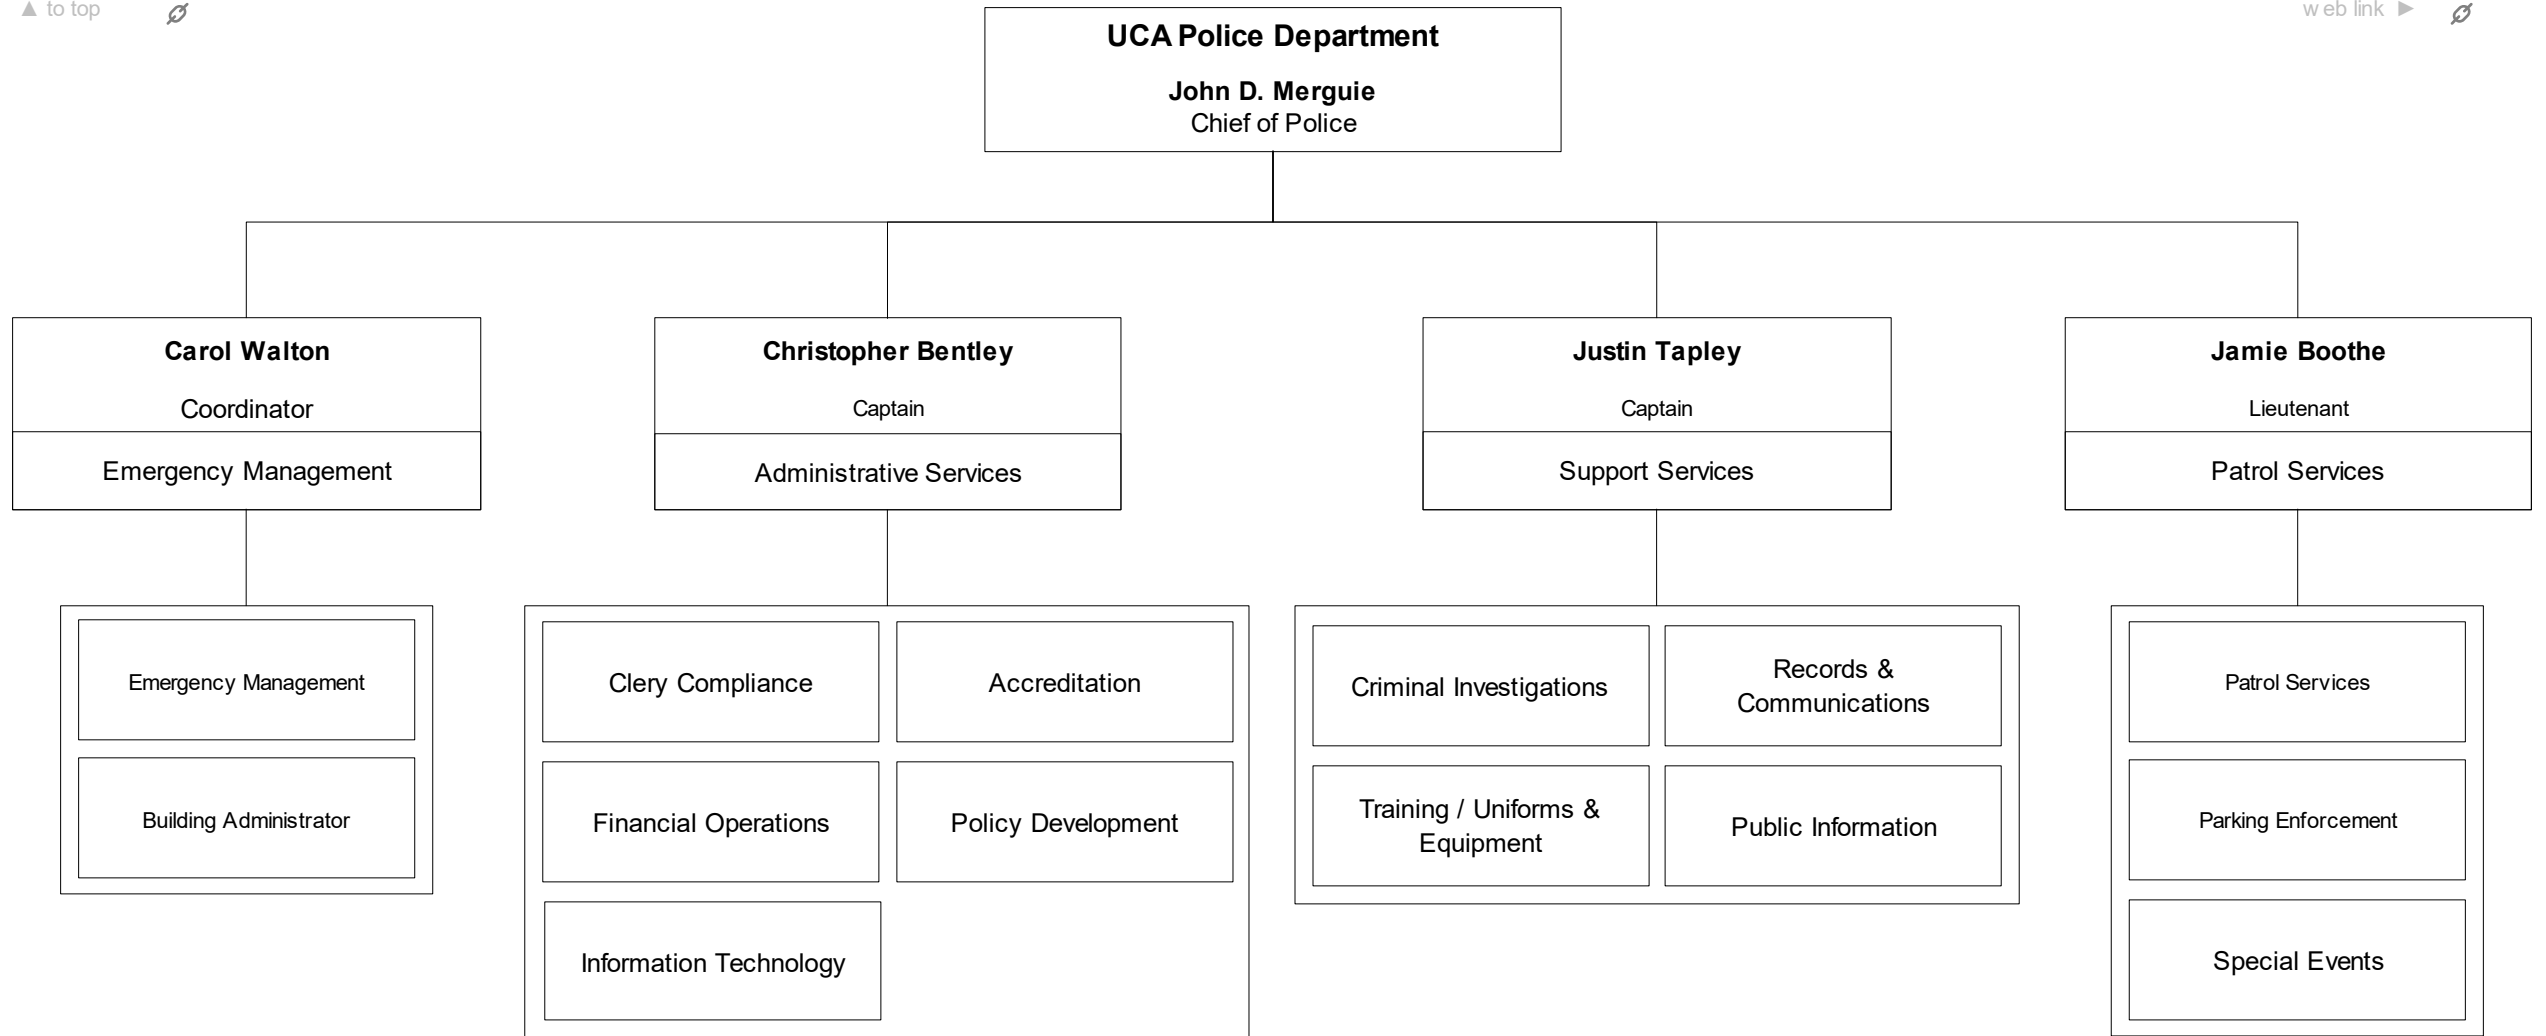 ▲ to top
web link ►
UCA Police Department
John D. Merguie
Chief of Police
Carol Walton
Coordinator
Emergency Management
Christopher Bentley
Captain
Administrative Services
Justin Tapley
Captain
Support Services
Jamie Boothe
Lieutenant
Patrol Services
Emergency Management
Building Administrator
Clery Compliance
Accreditation
Financial Operations
Policy Development
Information Technology
Criminal Investigations
Records &
Communications
Training / Uniforms &
Equipment
Public Information
Patrol Services
Parking Enforcement
Special Events